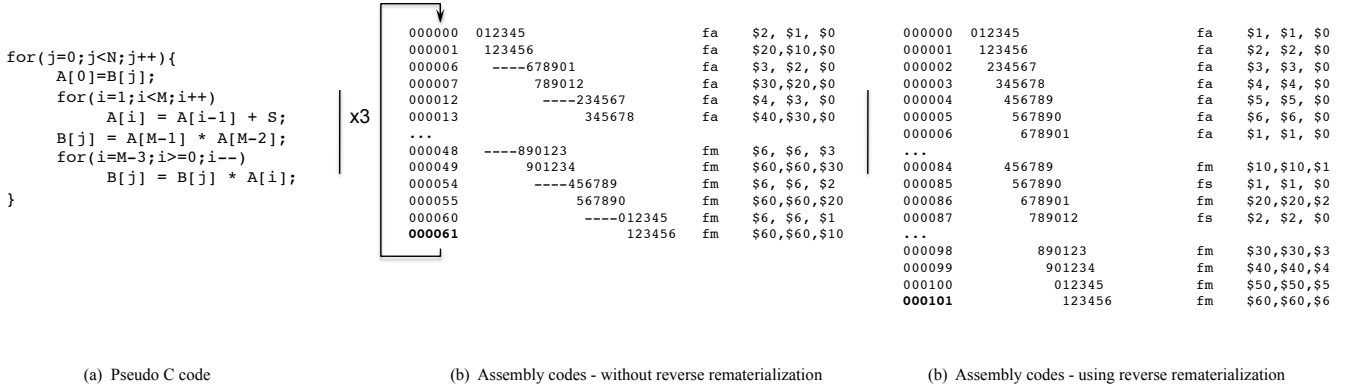 for(j=0;j<N;j++){
A[0]=B[j];
for(i=1;i<M;i++)
A[i] = A[i-1] + S;
B[j] = A[M-1] * A[M-2];
for(i=M-3;i>=0;i--)
B[j] = B[j] * A[i];
}
x3
000000 012345 fa $2, $1, $0
000001 123456 fa $20,$10,$0
000006 ----678901 fa $3, $2, $0
000007 789012 fa $30,$20,$0
000012 ----234567 fa $4, $3, $0
000013 345678 fa $40,$30,$0
...
000048 ----890123 fm $6, $6, $3
000049 901234 fm $60,$60,$30
000054 ----456789 fm $6, $6, $2
000055 567890 fm $60,$60,$20
000060 ----012345 fm $6, $6, $1
000061 123456 fm $60,$60,$10
000000 012345 fa $1, $1, $0
000001 123456 fa $2, $2, $0
000002 234567 fa $3, $3, $0
000003 345678 fa $4, $4, $0
000004 456789 fa $5, $5, $0
000005 567890 fa $6, $6, $0
000006 678901 fa $1, $1, $0
...
000084 456789 fm $10,$10,$1
000085 567890 fs $1, $1, $0
000086 678901 fm $20,$20,$2
000087 789012 fs $2, $2, $0
...
000098 890123 fm $30,$30,$3
000099 901234 fm $40,$40,$4
000100 012345 fm $50,$50,$5
000101 123456 fm $60,$60,$6
(a) Pseudo C code
(b) Assembly codes - without reverse rematerialization
(b) Assembly codes - using reverse rematerialization